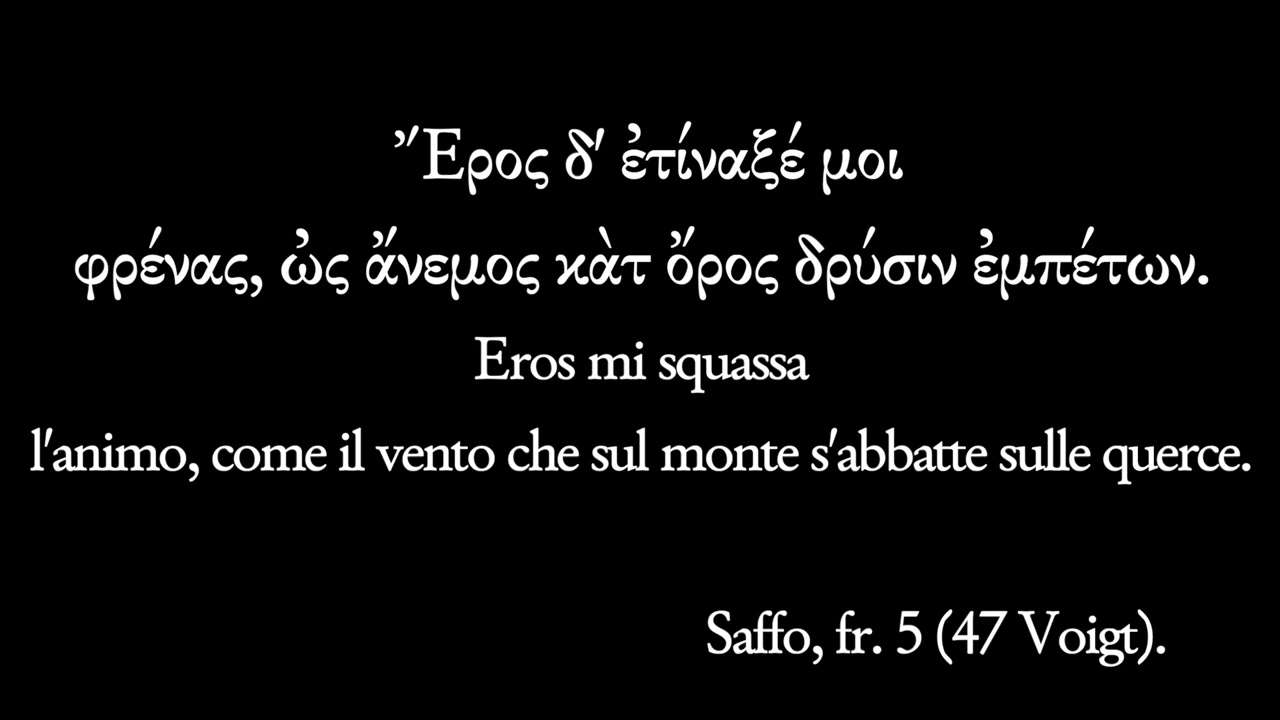 Ἔρος δ' ἐτίναξέ μοι
φρένας, ὠς ἄνεμος κὰτ ὄρος δρύσιν ἐμπέτων.
Eros mi squassa
l'animo, come il vento che sul monte s'abbatte sulle querce.
Saffo, fr. 5 (47 Voigt).